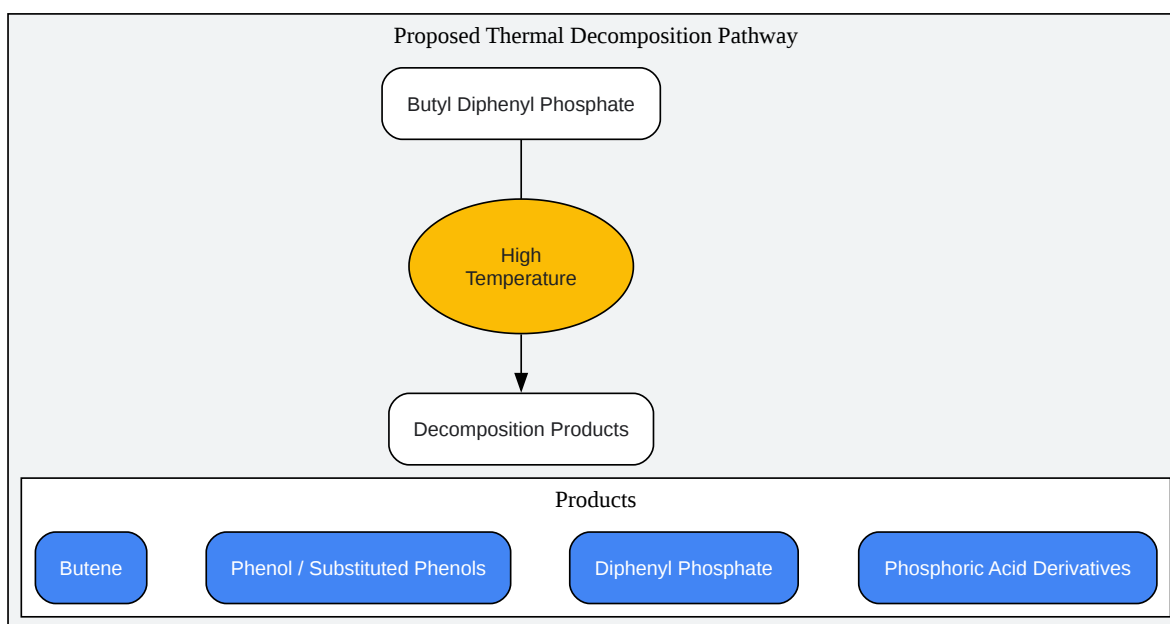 Proposed Thermal Decomposition Pathway
Butyl Diphenyl Phosphate
High
Temperature
Decomposition Products
Products
Butene
Phenol / Substituted Phenols
Diphenyl Phosphate
Phosphoric Acid Derivatives